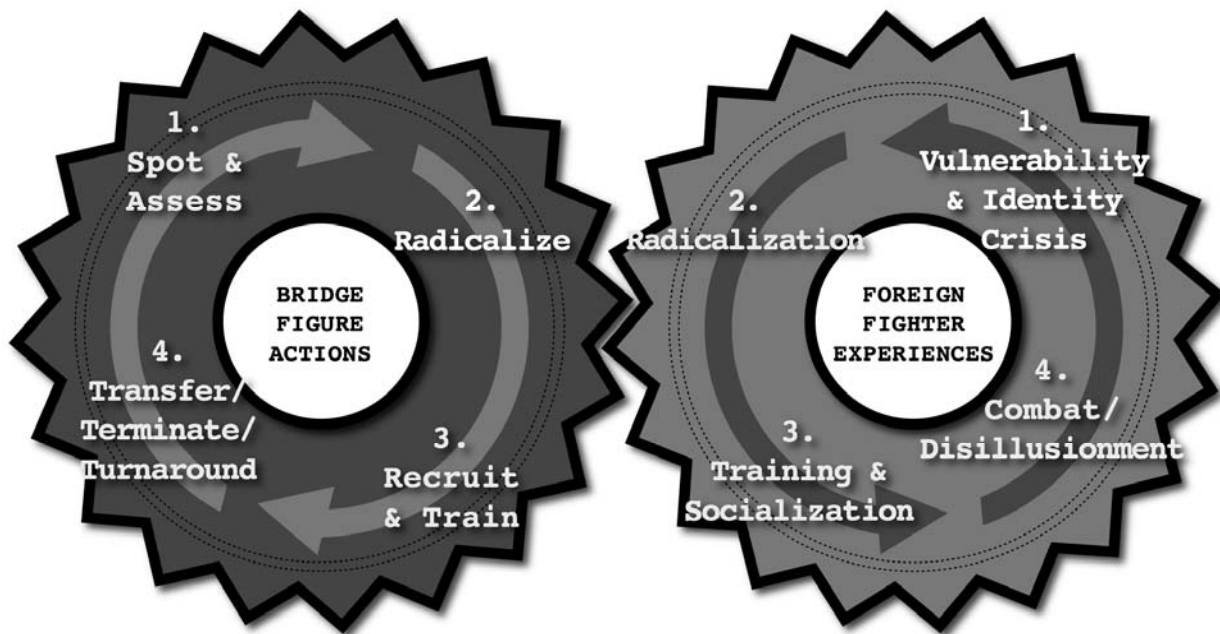 1.
Spot &
Assess
2.
Radicalize
BRIDGE
FIGURE
ACTIONS
3.
Recruit
& Train
4.
Transfer/
Terminate/
Turnaround
1.
Vulnerability
& Identity
Crisis
2.
Radicalization
FOREIGN
FIGHTER
EXPERIENCES
3.
Training &
Socialization
4.
Combat/
Disillusionment